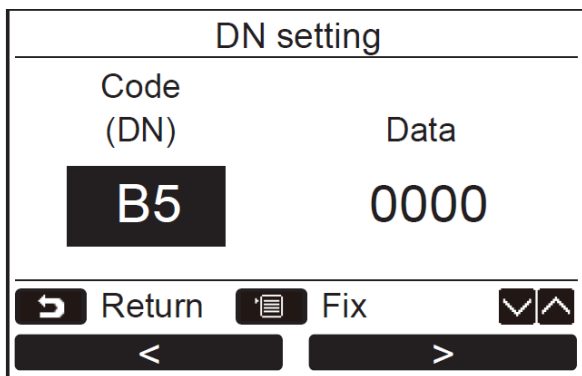 DN setting
Code
(DN) Data
B5 0000
Return Fix
< >